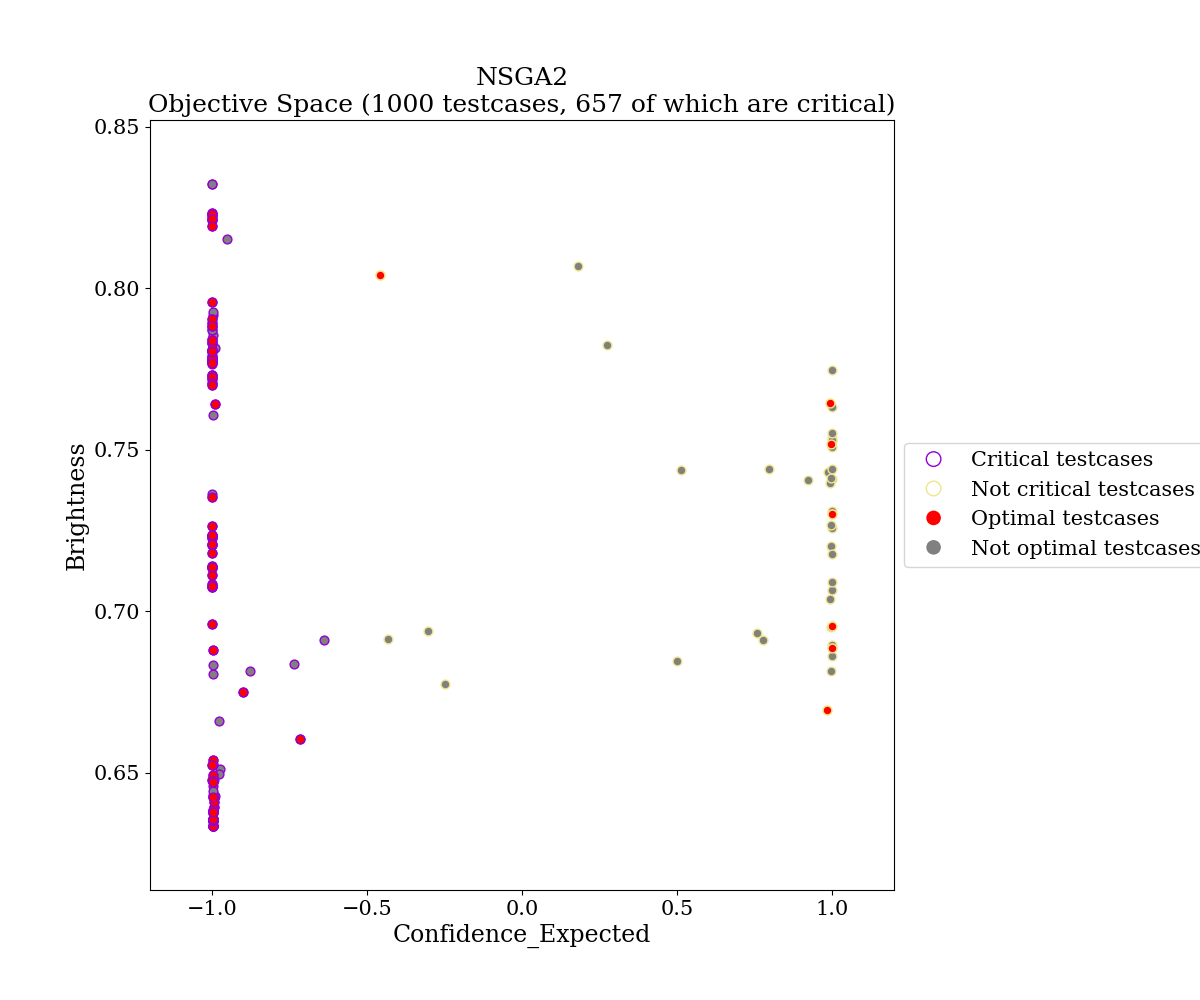 NSGA2
Objective Space (1000 testcases, 657 of which are critical)
0.85
0.80
0.75
0.70
0.65
Brightness
−1.0
−0.5
0.0
0.5
1.0
Confidence_Expected
Critical testcases
Not critical testcases
Optimal testcases
Not optimal testcases